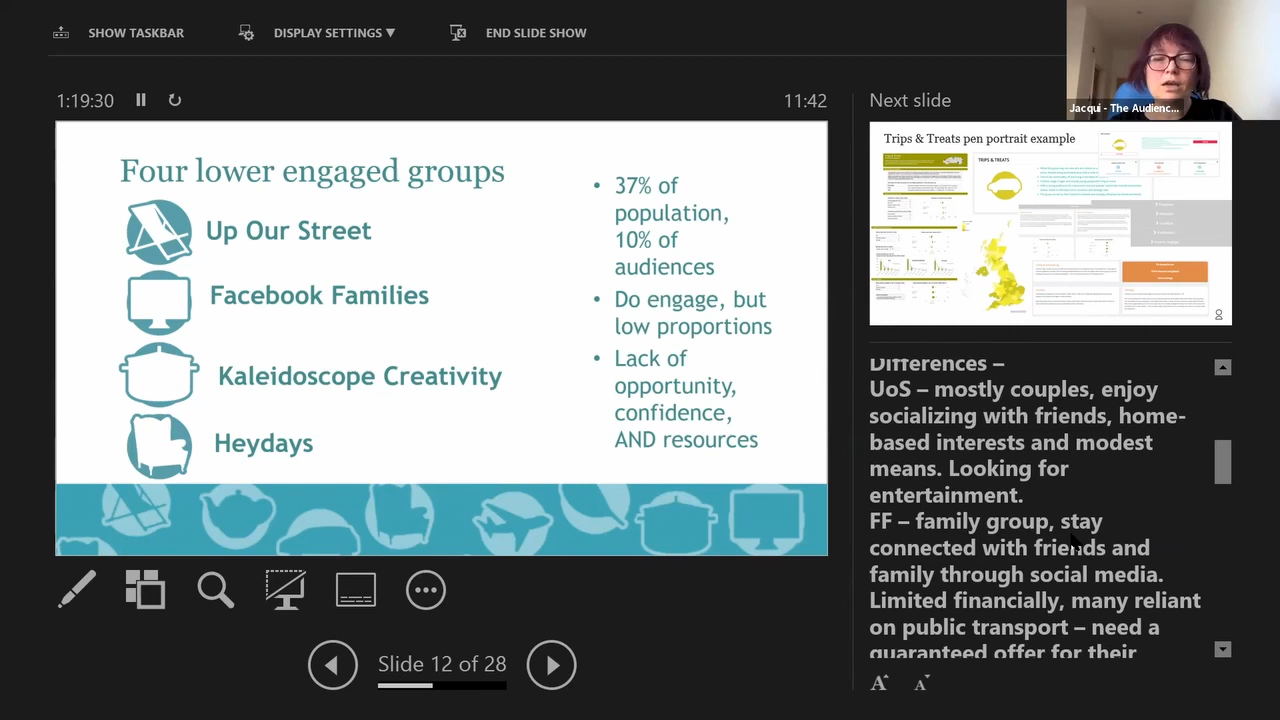 SHOW TASKBAR
DISPLAY SETTINGS ▼
END SLIDE SHOW
Jacqui - The Audienc...
1:19:30
11:42
Four lower engaged groups
Up Our Street
Facebook Families
Kaleidoscope Creativity
Heydays
• 37% of
population,
10% of
audiences
• Do engage, but
low proportions
• Lack of
opportunity,
confidence,
AND resources
Slide 12 of 28
Next slide
Trips & Treats pen portrait example
TRIPS & TREATS
Differences –
UoS – mostly couples, enjoy
socializing with friends, home-
based interests and modest
means. Looking for
entertainment.
FF – family group, stay
connected with friends and
family through social media.
Limited financially, many reliant
on public transport – need a
guaranteed offer for their
A A